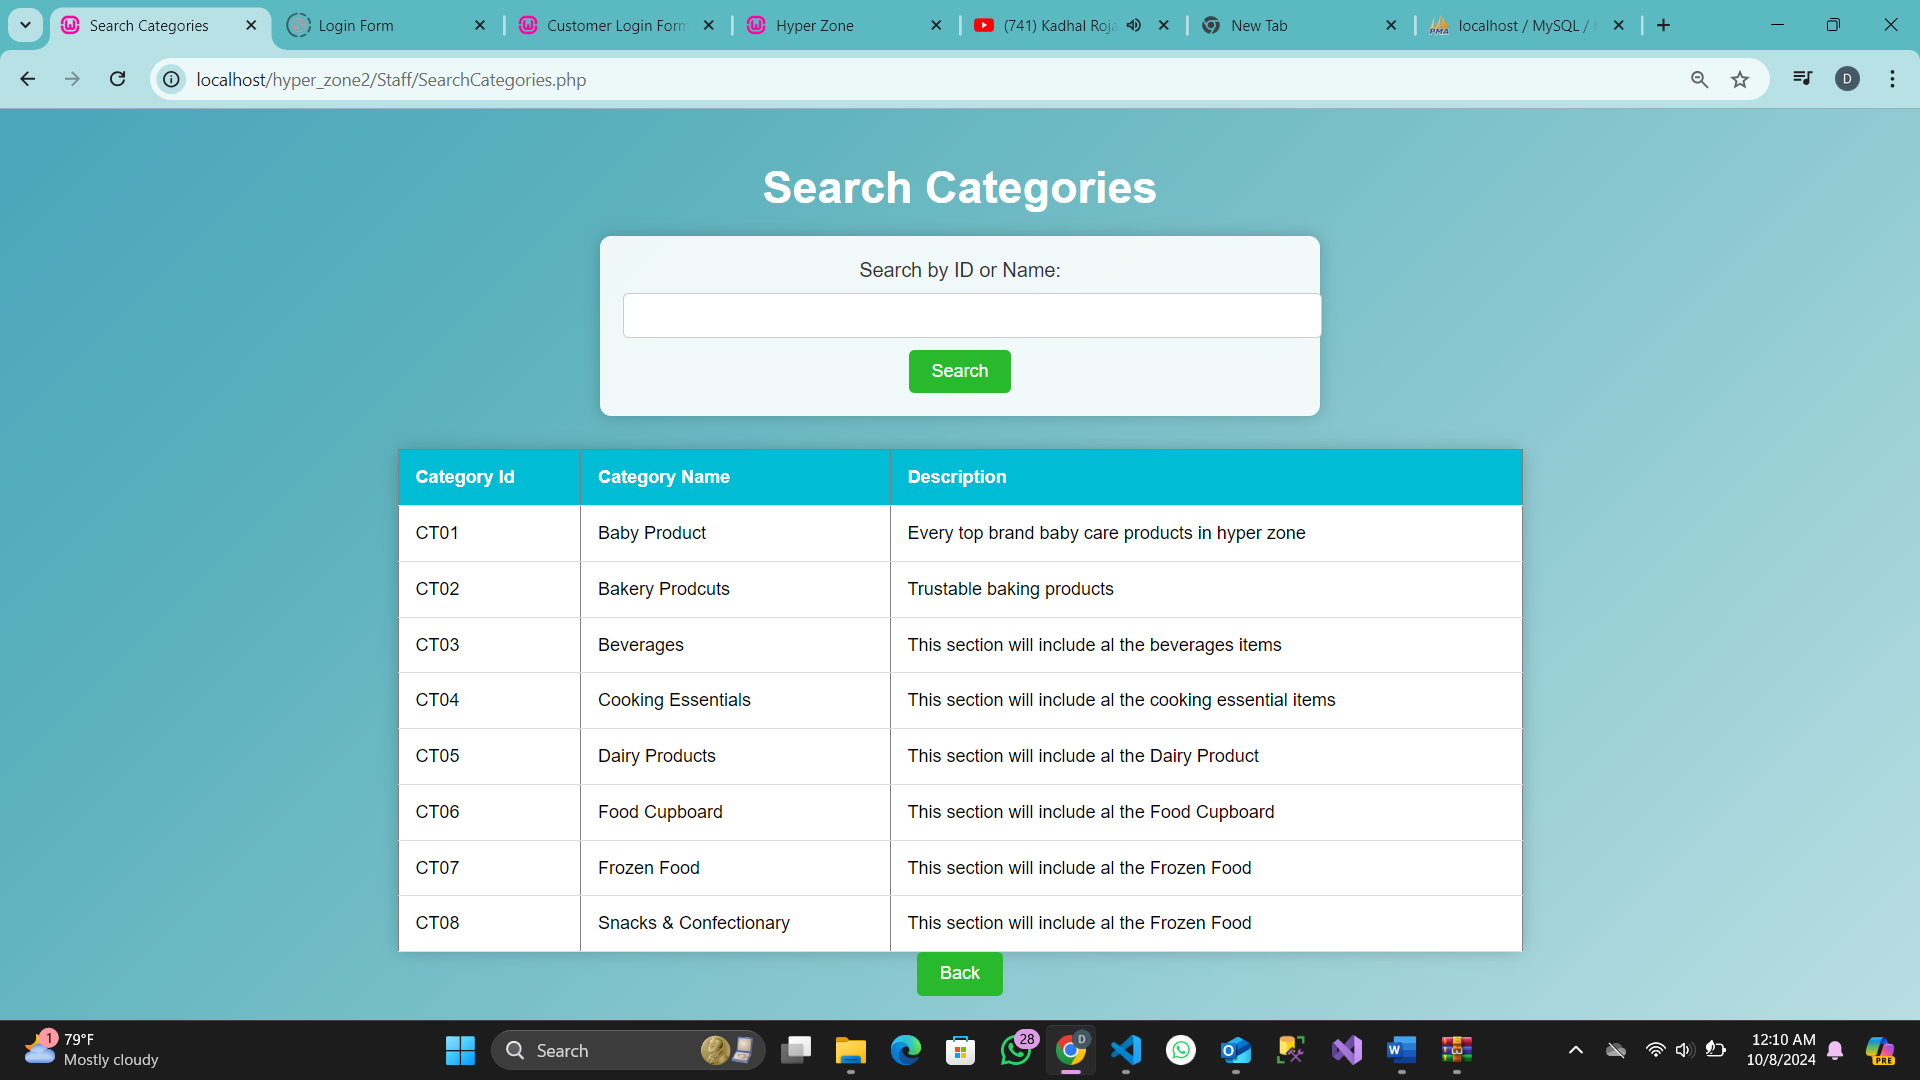 Search Categories
Login Form
Customer Login Form
Hyper Zone
(741) Kadhal Roja
New Tab
localhost / MySQL /
localhost/hyper_zone2/Staff/SearchCategories.php
D
Search Categories
Search by ID or Name:
Search
Category Id Category Name Description
CT01 Baby Product Every top brand baby care products in hyper zone
CT02 Bakery Prodcuts Trustable baking products
CT03 Beverages This section will include al the beverages items
CT04 Cooking Essentials This section will include al the cooking essential items
CT05 Dairy Products This section will include al the Dairy Product
CT06 Food Cupboard This section will include al the Food Cupboard
CT07 Frozen Food This section will include al the Frozen Food
CT08 Snacks & Confectionary This section will include al the Frozen Food
Back
1
79°F
Mostly cloudy
Search
28
D
12:10 AM
10/8/2024
PRE